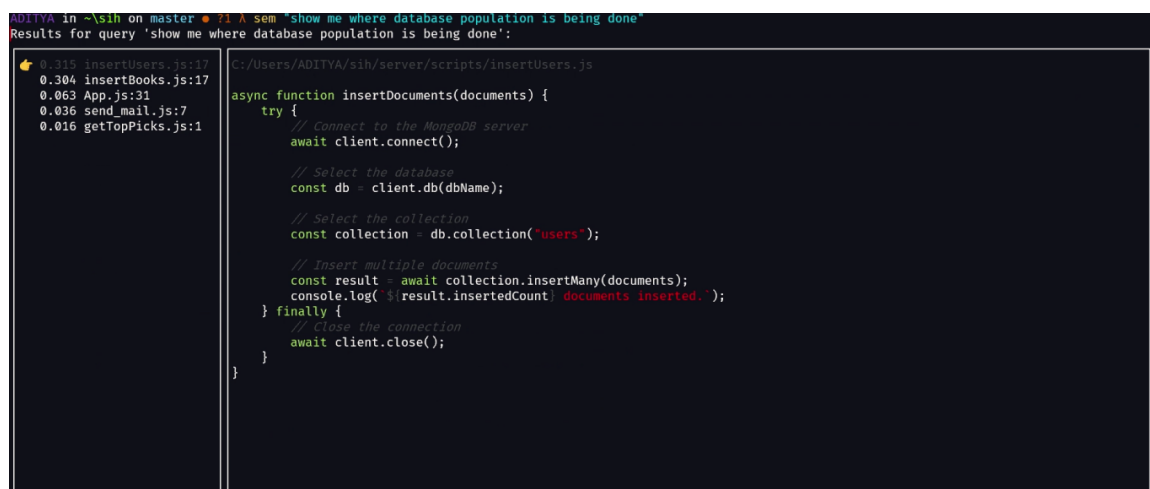 ADITYA in ~\sih on master ● ?1 λ sem "show me where database population is being done"
Results for query 'show me where database population is being done':
👉 0.315 insertUsers.js:17
0.304 insertBooks.js:17
0.063 App.js:31
0.036 send_mail.js:7
0.016 getTopPicks.js:1
C:/Users/ADITYA/sih/server/scripts/insertUsers.js
async function insertDocuments(documents) {
    try {
        // Connect to the MongoDB server
        await client.connect();
        // Select the database
        const db = client.db(dbName);
        // Select the collection
        const collection = db.collection("users");
        // Insert multiple documents
        const result = await collection.insertMany(documents);
        console.log(`${result.insertedCount} documents inserted.`);
    } finally {
        // Close the connection
        await client.close();
    }
}